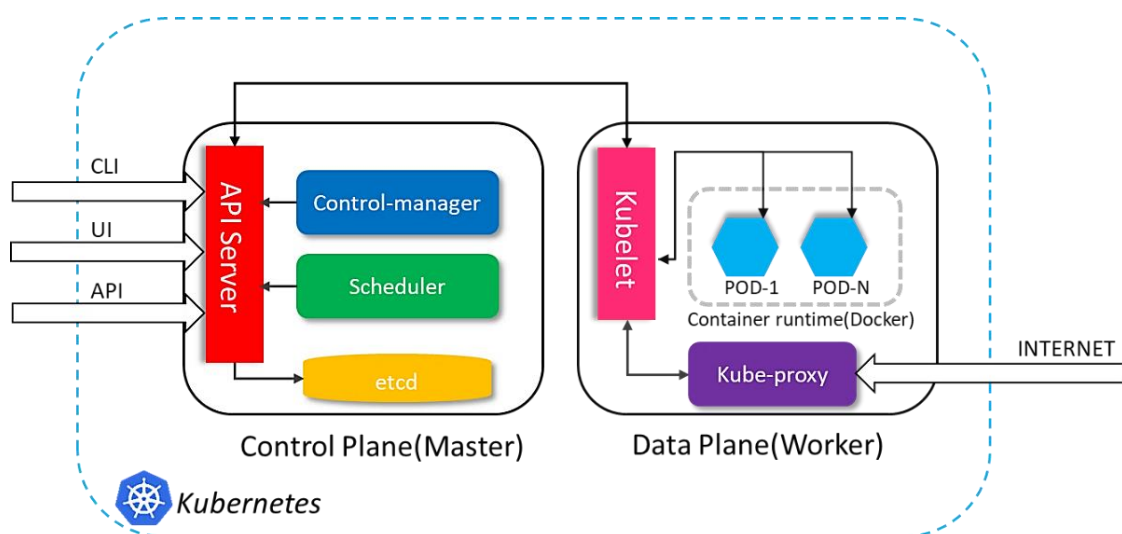 CLI
UI
API
API Server
Control-manager
Scheduler
etcd
Control Plane(Master)
Kubelet
POD-1
POD-N
Container runtime(Docker)
Kube-proxy
INTERNET
Data Plane(Worker)
Kubernetes